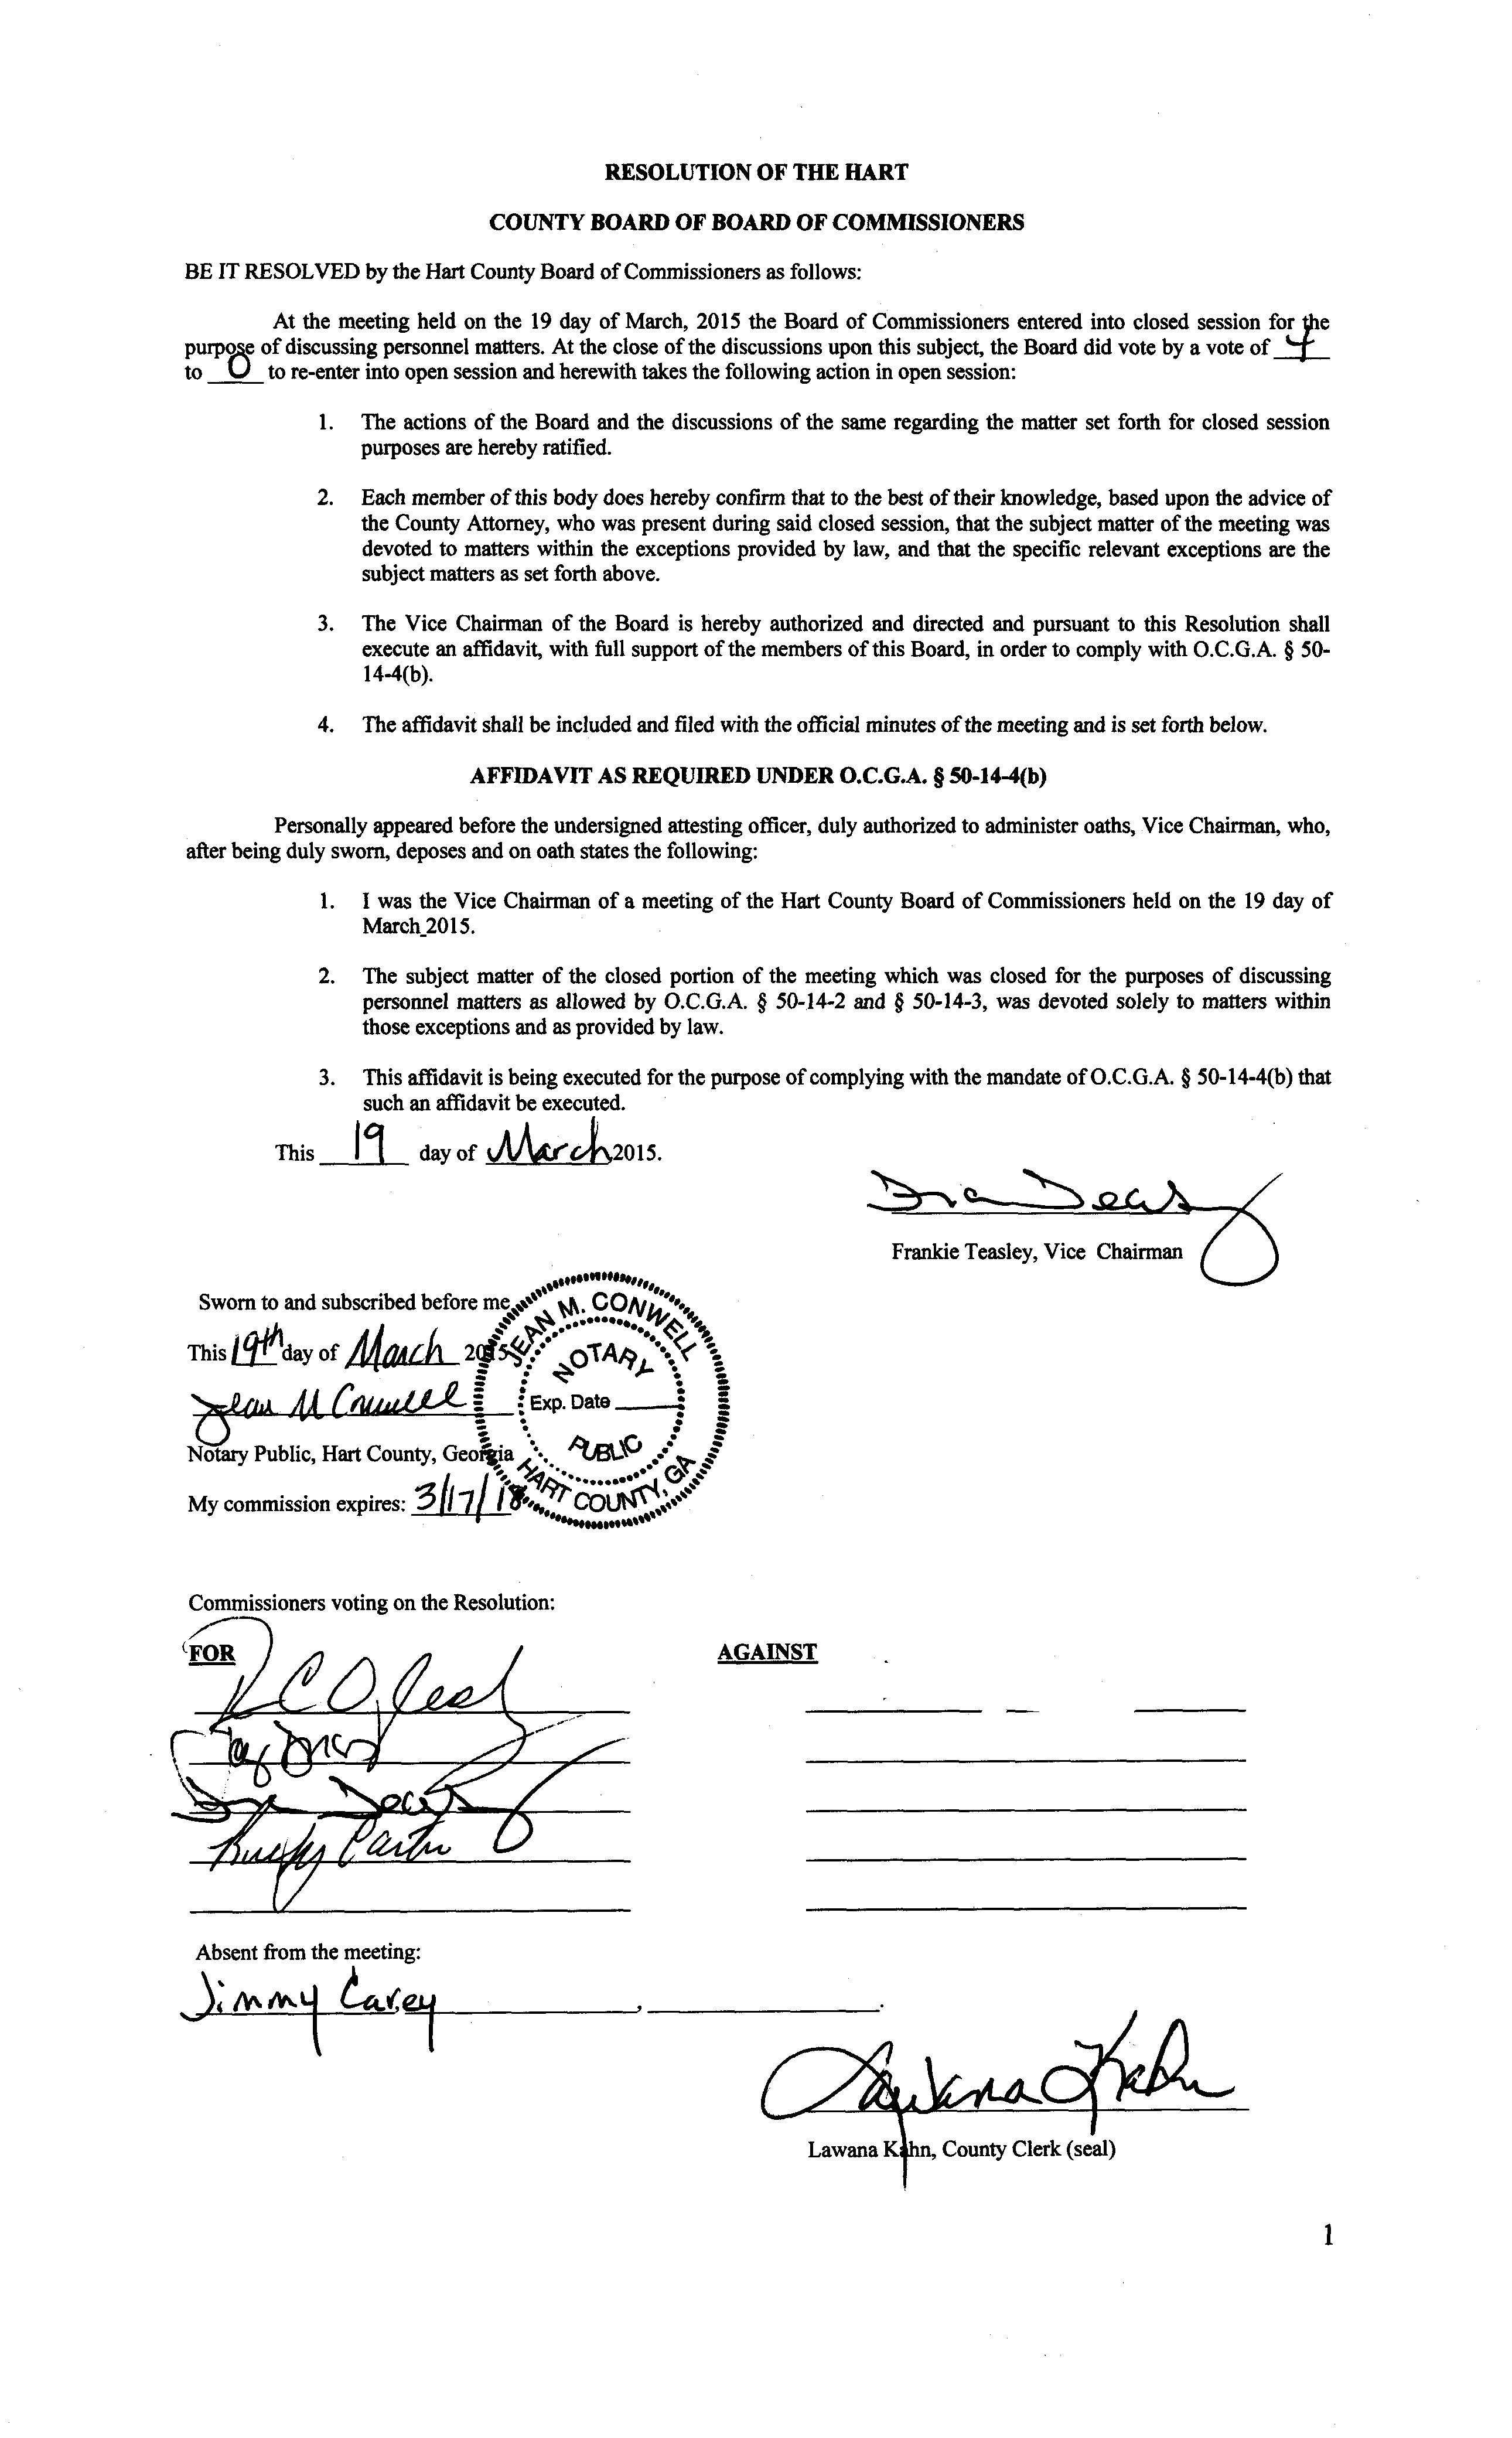 RESOLUTION OF THE HART
COUNTY BOARD OF BOARD OF COMMISSIONERS
BE IT RESOLVED by the Hart County Board of Commissioners as follows:
At the meeting held on the 19 day of March, 2015 the Board of Commissioners entered into closed session for the
purpose of discussing personnel matters. At the close of the discussions upon this subject, the Board did vote by a vote of 4
to 0 to re-enter into open session and herewith takes the following action in open session:
1. The actions of the Board and the discussions of the same regarding the matter set forth for closed session
purposes are hereby ratified.
2. Each member of this body does hereby confirm that to the best of their knowledge, based upon the advice of
the County Attorney, who was present during said closed session, that the subject matter of the meeting was
devoted to matters within the exceptions provided by law, and that the specific relevant exceptions are the
subject matters as set forth above.
3. The Vice Chairman of the Board is hereby authorized and directed and pursuant to this Resolution shall
execute an affidavit, with full support of the members of this Board, in order to comply with O.C.G.A. § 50-
14-4(b).
4. The affidavit shall be included and filed with the official minutes of the meeting and is set forth below.
AFFIDAVIT AS REQUIRED UNDER O.C.G.A. § 50-14-4(b)
Personally appeared before the undersigned attesting officer, duly authorized to administer oaths, Vice Chairman, who,
after being duly sworn, deposes and on oath states the following:
1. I was the Vice Chairman of a meeting of the Hart County Board of Commissioners held on the 19 day of
March 2015.
2. The subject matter of the closed portion of the meeting which was closed for the purposes of discussing
personnel matters as allowed by O.C.G.A. § 50-14-2 and § 50-14-3, was devoted solely to matters within
those exceptions and as provided by law.
3. This affidavit is being executed for the purpose of complying with the mandate of O.C.G.A. § 50-14-4(b) that
such an affidavit be executed.
This 19 day of March 2015.
Frankie Teasley, Vice Chairman
Sworn to and subscribed before me
This 19th day of March 2015
Jean M Conwell
Notary Public, Hart County, Georgia
My commission expires: 3/17/18
JEAN M. CONWELL
NOTARY
Exp. Date
PUBLIC
HART COUNTY, GA
Commissioners voting on the Resolution:
FOR AGAINST
Absent from the meeting:
Jimmy Carey , .
Lawana Kahn
Lawana Kahn, County Clerk (seal)
1